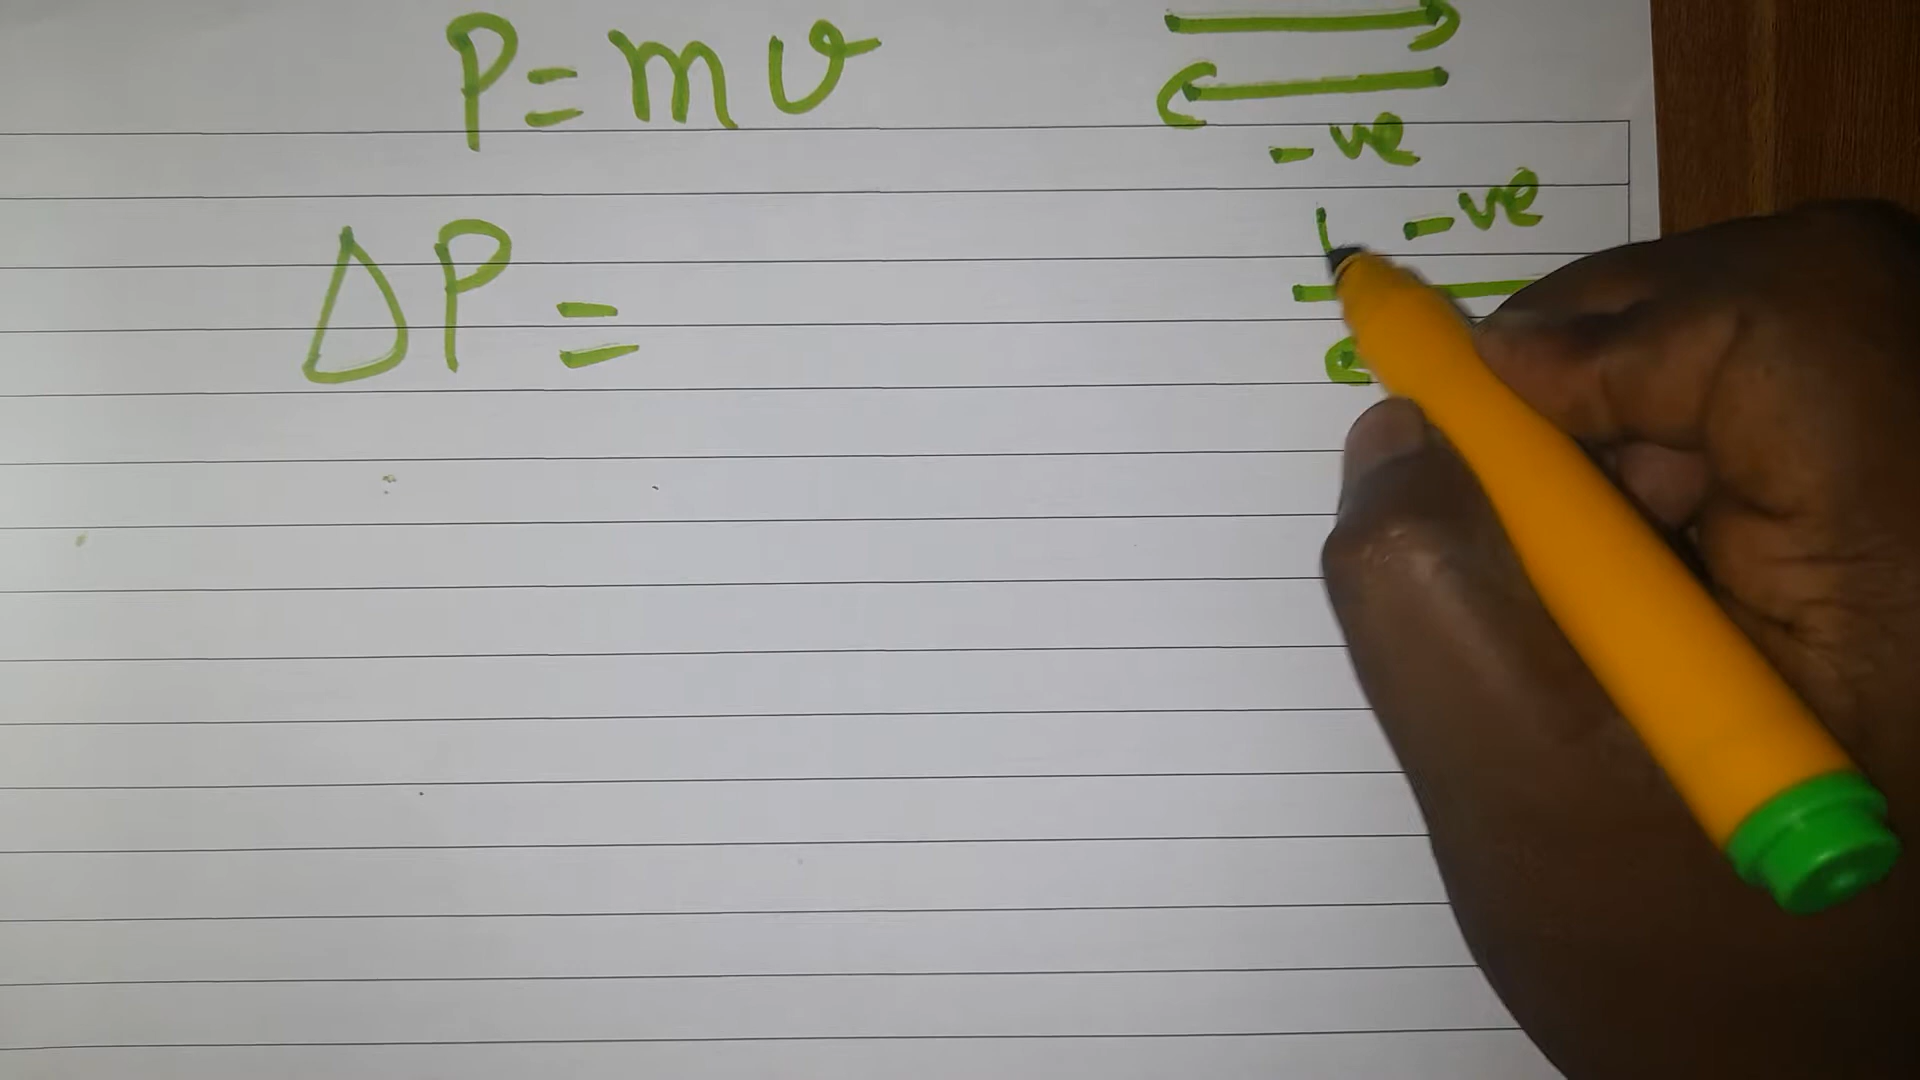 P = mv
-ve
-ve
ΔP =